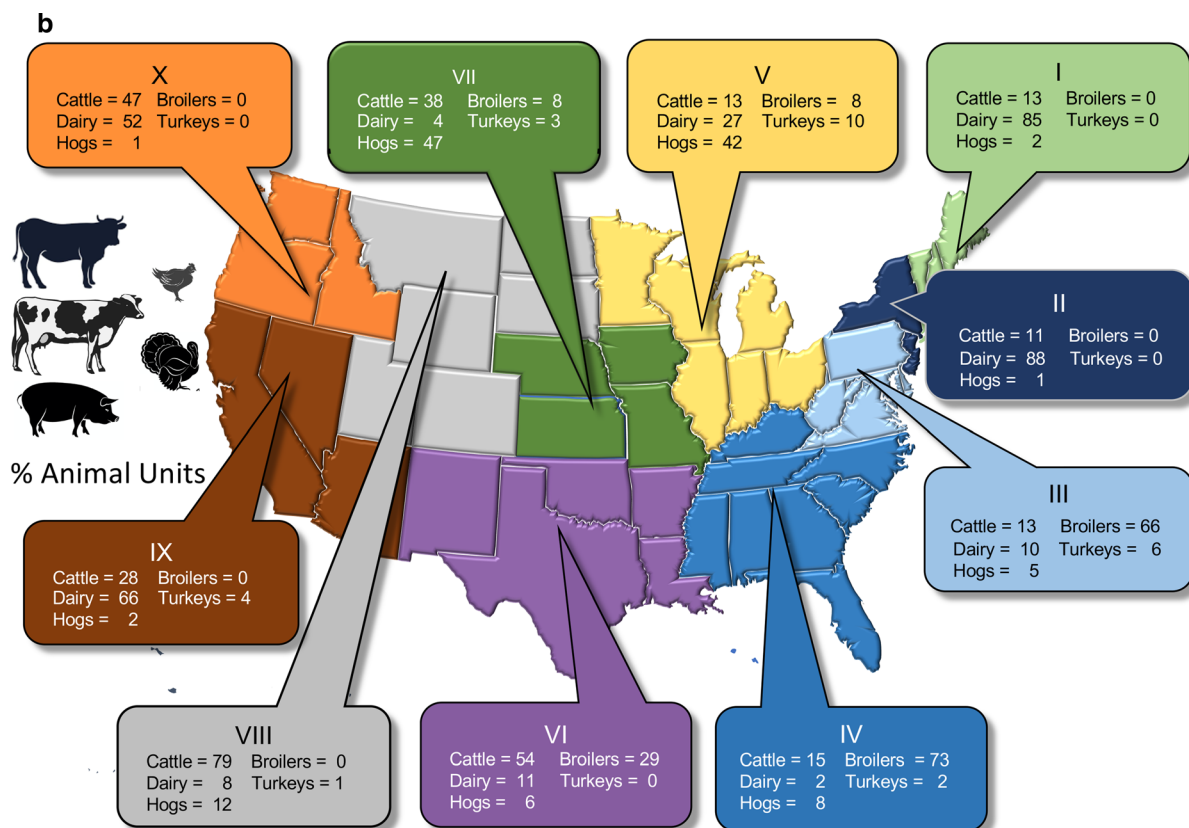 b
X
Cattle = 47 Broilers = 0
Dairy = 52 Turkeys = 0
Hogs = 1
VII
Cattle = 38 Broilers = 8
Dairy = 4 Turkeys = 3
Hogs = 47
V
Cattle = 13 Broilers = 8
Dairy = 27 Turkeys = 10
Hogs = 42
I
Cattle = 13 Broilers = 0
Dairy = 85 Turkeys = 0
Hogs = 2
II
Cattle = 11 Broilers = 0
Dairy = 88 Turkeys = 0
Hogs = 1
% Animal Units
III
Cattle = 13 Broilers = 66
Dairy = 10 Turkeys = 6
Hogs = 5
IX
Cattle = 28 Broilers = 0
Dairy = 66 Turkeys = 4
Hogs = 2
VIII
Cattle = 79 Broilers = 0
Dairy = 8 Turkeys = 1
Hogs = 12
VI
Cattle = 54 Broilers = 29
Dairy = 11 Turkeys = 0
Hogs = 6
IV
Cattle = 15 Broilers = 73
Dairy = 2 Turkeys = 2
Hogs = 8